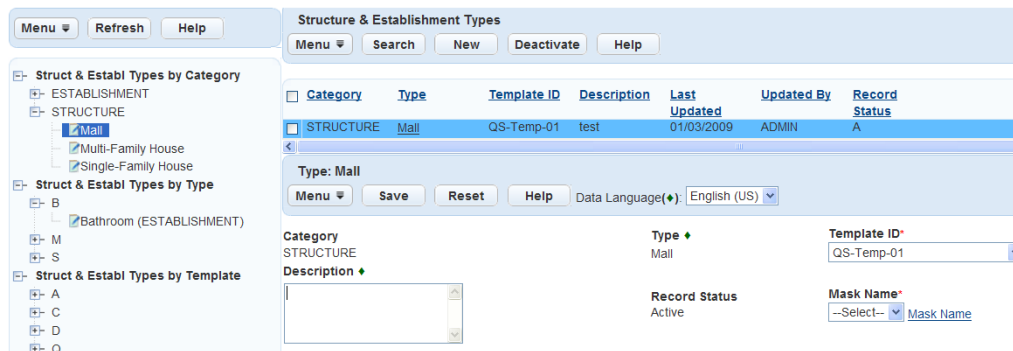 Menu Refresh Help
Struct & Establ Types by Category
ESTABLISHMENT
STRUCTURE
Mall
Multi-Family House
Single-Family House
Struct & Establ Types by Type
B
Bathroom (ESTABLISHMENT)
M
S
Struct & Establ Types by Template
A
C
D
Structure & Establishment Types
Menu Search New Deactivate Help
Category Type Template ID Description Last Updated Updated By Record Status
STRUCTURE Mall QS-Temp-01 test 01/03/2009 ADMIN A
Type: Mall
Menu Save Reset Help Data Language(♦): English (US)
Category Type ♦ Template ID*
STRUCTURE Mall QS-Temp-01
Description ♦
Record Status Mask Name*
Active --Select-- Mask Name